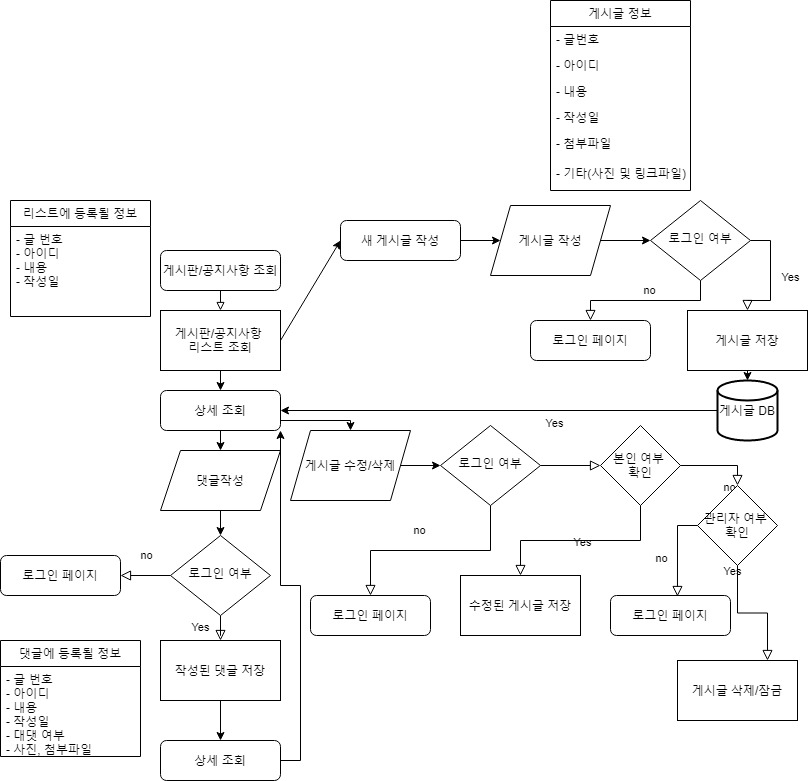 게시글 정보
- 글번호
- 아이디
- 내용
- 작성일
- 첨부파일
- 기타(사진 및 링크파일)
리스트에 등록될 정보
- 글 번호
- 아이디
- 내용
- 작성일
게시판/공지사항 조회
새 게시글 작성
게시글 작성
로그인 여부
no
Yes
로그인 페이지
게시글 저장
게시판/공지사항
리스트 조회
상세 조회
게시글 DB
Yes
댓글작성
게시글 수정/삭제
로그인 여부
본인 여부
확인
no
관리자 여부
확인
no
Yes
no
Yes
로그인 페이지
수정된 게시글 저장
로그인 페이지
게시글 삭제/잠금
no
로그인 페이지
로그인 여부
Yes
댓글에 등록될 정보
- 글 번호
- 아이디
- 내용
- 작성일
- 대댓 여부
- 사진, 첨부파일
작성된 댓글 저장
상세 조회